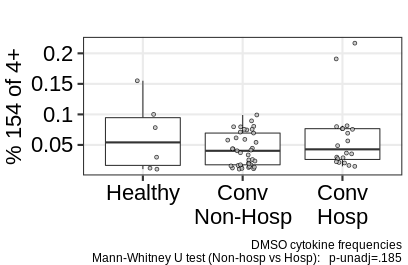 % 154 of 4+
0.2
0.15
0.1
0.05
Healthy
Conv
Non-Hosp
Conv
Hosp
DMSO cytokine frequencies
Mann-Whitney U test (Non-hosp vs Hosp): p-unadj=.185